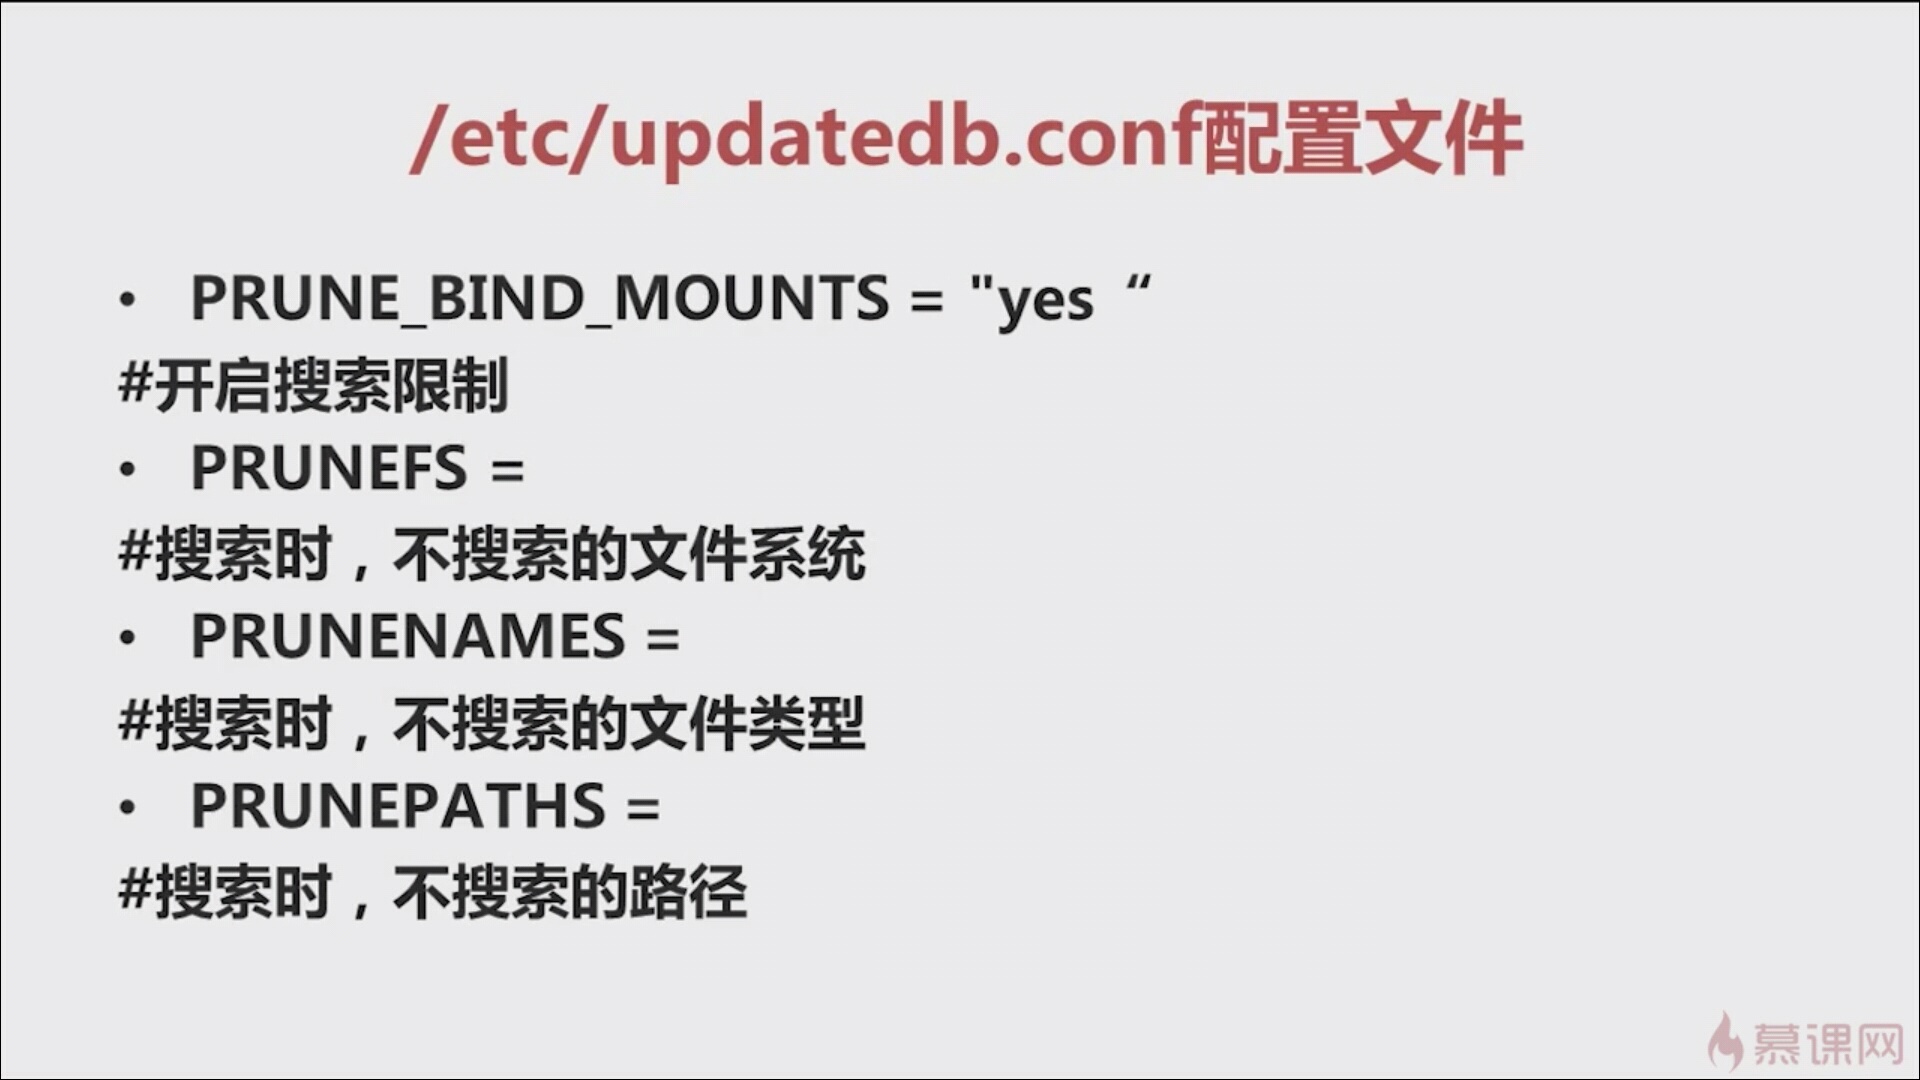 /etc/updatedb.conf配置文件
• PRUNE_BIND_MOUNTS = "yes “
#开启搜索限制
• PRUNEFS =
#搜索时，不搜索的文件系统
• PRUNENAMES =
#搜索时，不搜索的文件类型
• PRUNEPATHS =
#搜索时，不搜索的路径
慕课网